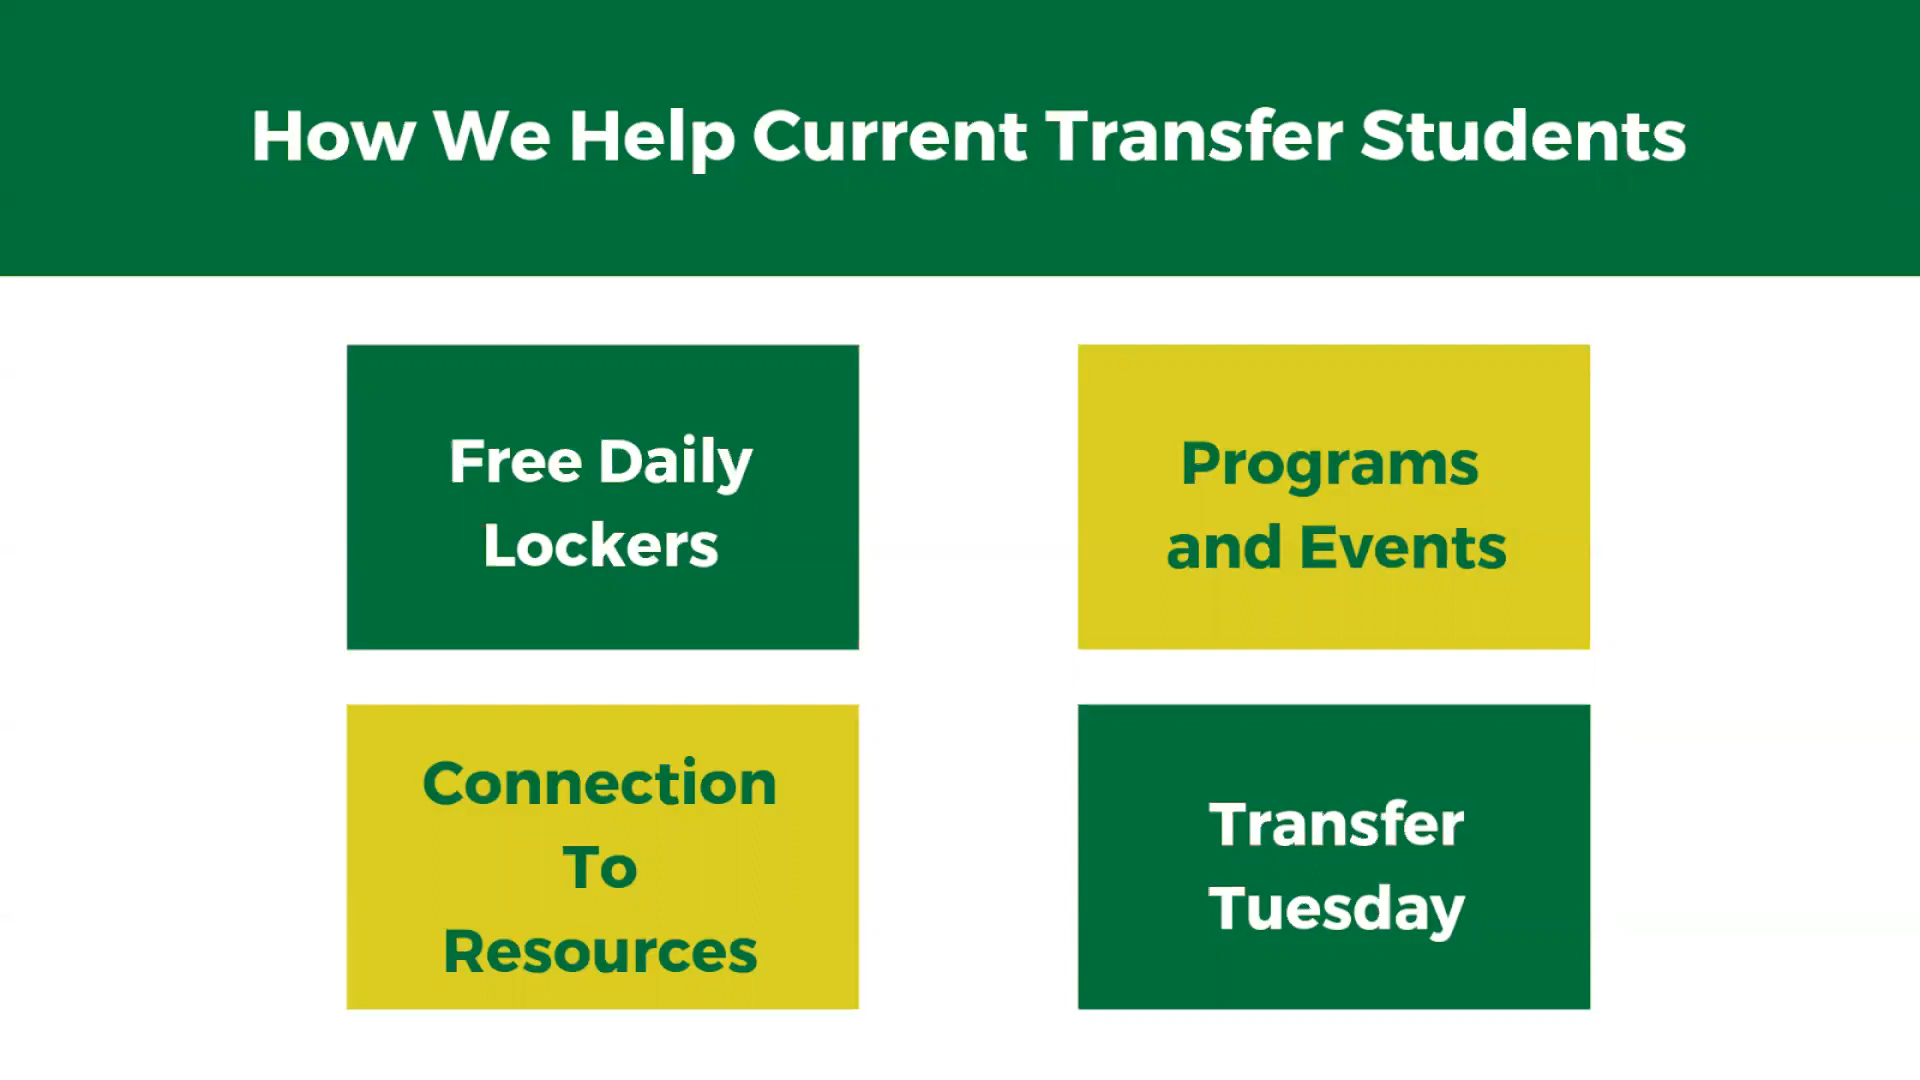 How We Help Current Transfer Students
Free Daily
Lockers
Programs
and Events
Connection
To
Resources
Transfer
Tuesday